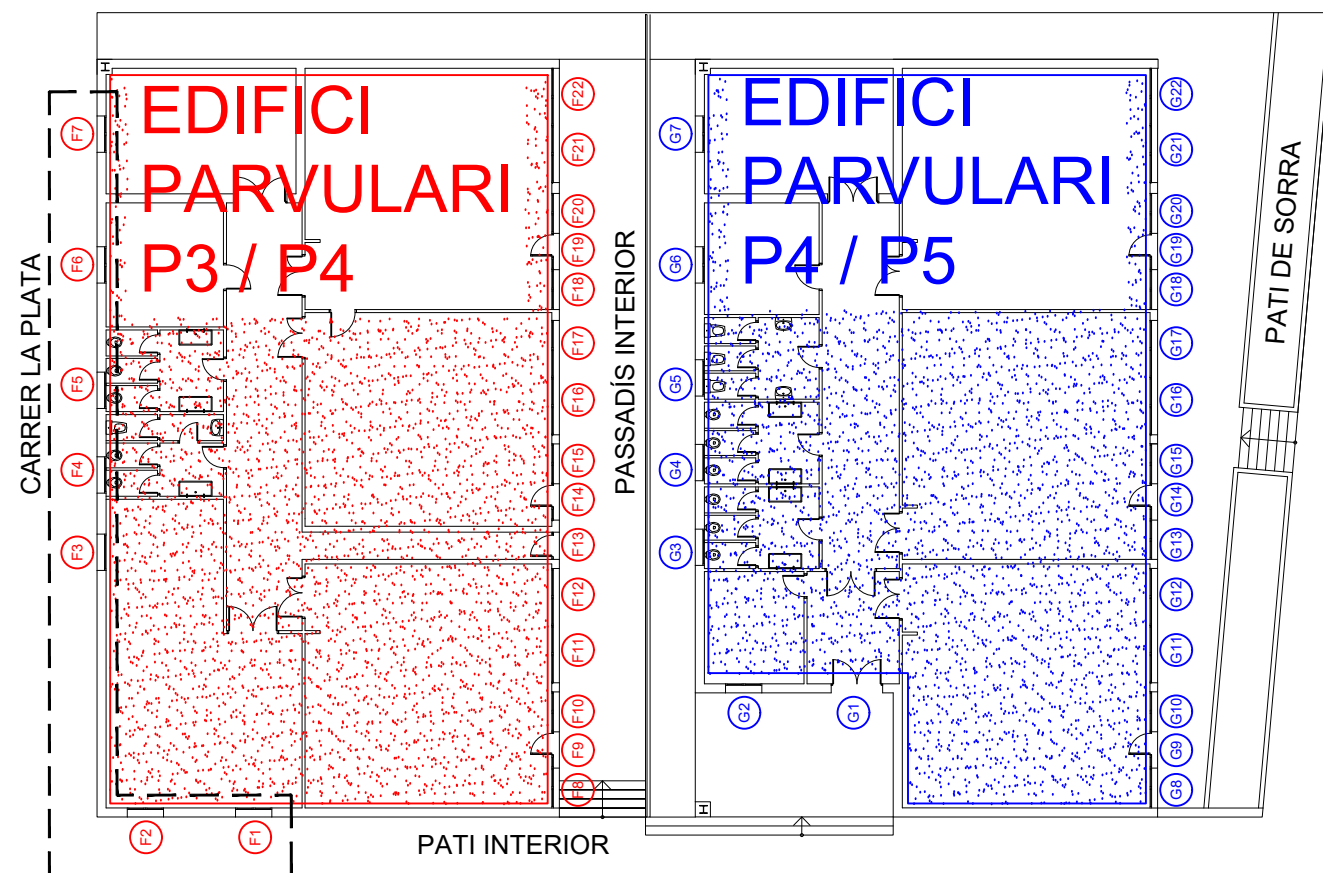 EDIFICI
PARVULARI
P3 / P4
EDIFICI
PARVULARI
P4 / P5
CARRER LA PLATA
PASSADÍS INTERIOR
PATI DE SORRA
PATI INTERIOR
F7
F6
F5
F4
F3
F2
F1
F22
F21
F20
F19
F18
F17
F16
F15
F14
F13
F12
F11
F10
F9
F8
G7
G6
G5
G4
G3
G2
G1
G22
G21
G20
G19
G18
G17
G16
G15
G14
G13
G12
G11
G10
G9
G8